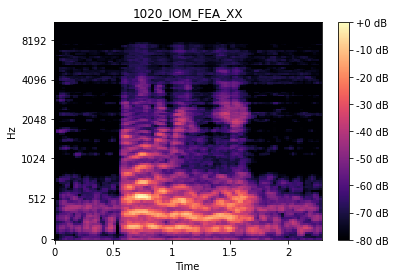 1020_IOM_FEA_XX
+0 dB
8192
-10 dB
4096
-20 dB
-30 dB
2048
Hz
-40 dB
1024
-50 dB
512
-60 dB
-70 dB
0
-80 dB
0
0.5
1
1.5
2
Time